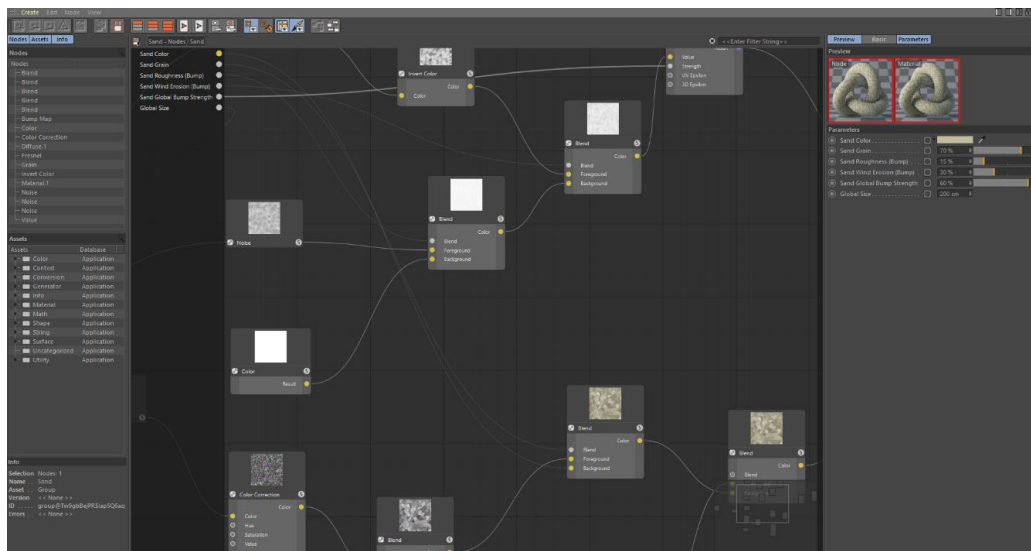 Create Edit Node View
Nodes Assets Info
Nodes
Nodes
Blend
Blend
Blend
Blend
Blend
Bump Map
Color
Color Correction
Diffuse.1
Fresnel
Grain
Invert Color
Material.1
Noise
Noise
Noise
Value
Assets
Assets Database
Color Application
Context Application
Conversion Application
Generator Application
Info Application
Material Application
Math Application
Shape Application
String Application
Surface Application
Uncategorized Application
Utility Application
Info
Selection Nodes: 1
Name Sand
Asset Group
Version << None >>
ID
Errors << None >>
Sand - Nodes Sand
<<Enter Filter String>>
Sand Color
Sand Grain
Sand Roughness (Bump)
Sand Wind Erosion (Bump)
Sand Global Bump Strength
Global Size
Invert Color
Color
Color
Value
Strength
UV Epsilon
3D Epsilon
Blend
Color
Blend
Foreground
Background
Blend
Color
Blend
Foreground
Background
Noise
Color
Result
Color Correction
Color
Color
Hue
Saturation
Value
Blend
Blend
Color
Blend
Foreground
Background
Blend
Color
Blend
Preview Basic Parameters
Preview
Node Material
Parameters
Sand Color
Sand Grain 70 %
Sand Roughness (Bump) 15 %
Sand Wind Erosion (Bump) 30 %
Sand Global Bump Strength 60 %
Global Size 200 cm